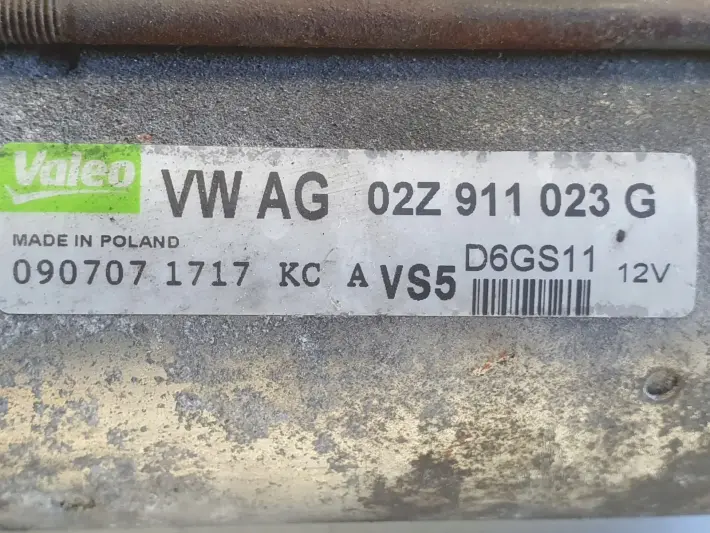 Valeo VW AG 02Z 911 023 G
MADE IN POLAND
090707 1717 KC A VS5 D6GS11 12V